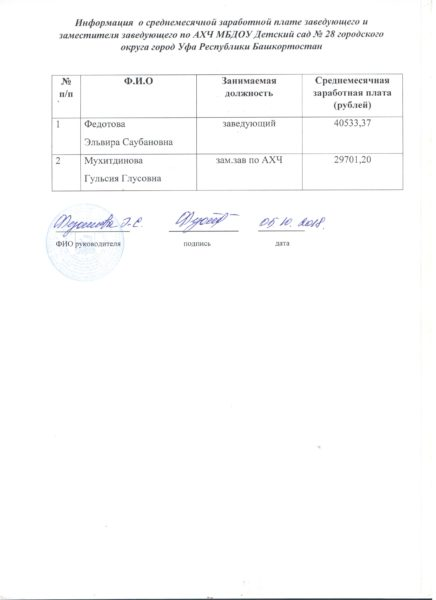 Информация о среднемесячной заработной плате заведующего и
заместителя заведующего по АХЧ МБДОУ Детский сад № 28 городского
округа город Уфа Республики Башкортостан
№ п/п Ф.И.О Занимаемая должность Среднемесячная заработная плата (рублей)
1 Федотова Эльвира Саубановна заведующий 40533,37
2 Мухитдинова Гульсия Глусовна зам.зав по АХЧ 29701,20
Федотова Э.С. 05.10.2018.
ФИО руководителя подпись дата